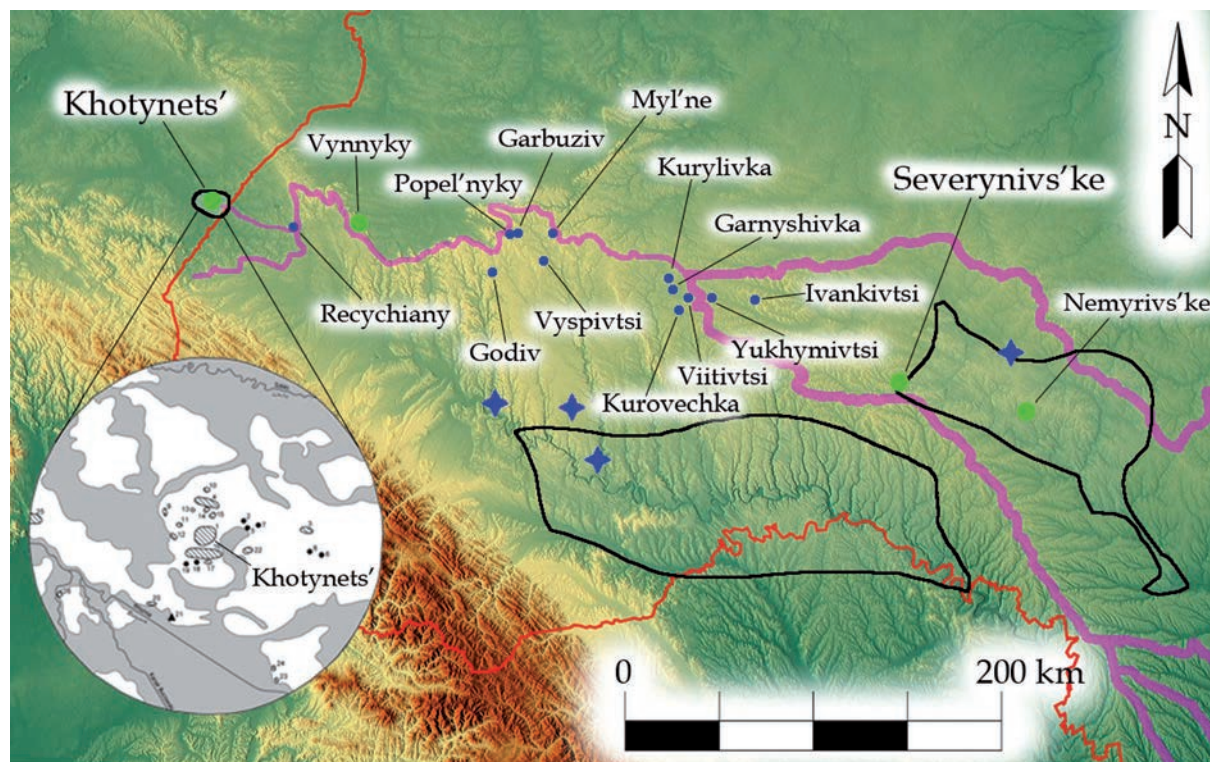 Khotynets'
Vynnyky
Popel'nyky
Garbuziv
Myl'ne
Kurylivka
Garnyshivka
Severynivs'ke
N
Recychiany
Godiv
Vyspivtsi
Ivankivtsi
Nemyrivs'ke
Yukhymivtsi
Viitivtsi
Kurovechka
Khotynets'
0
200 km